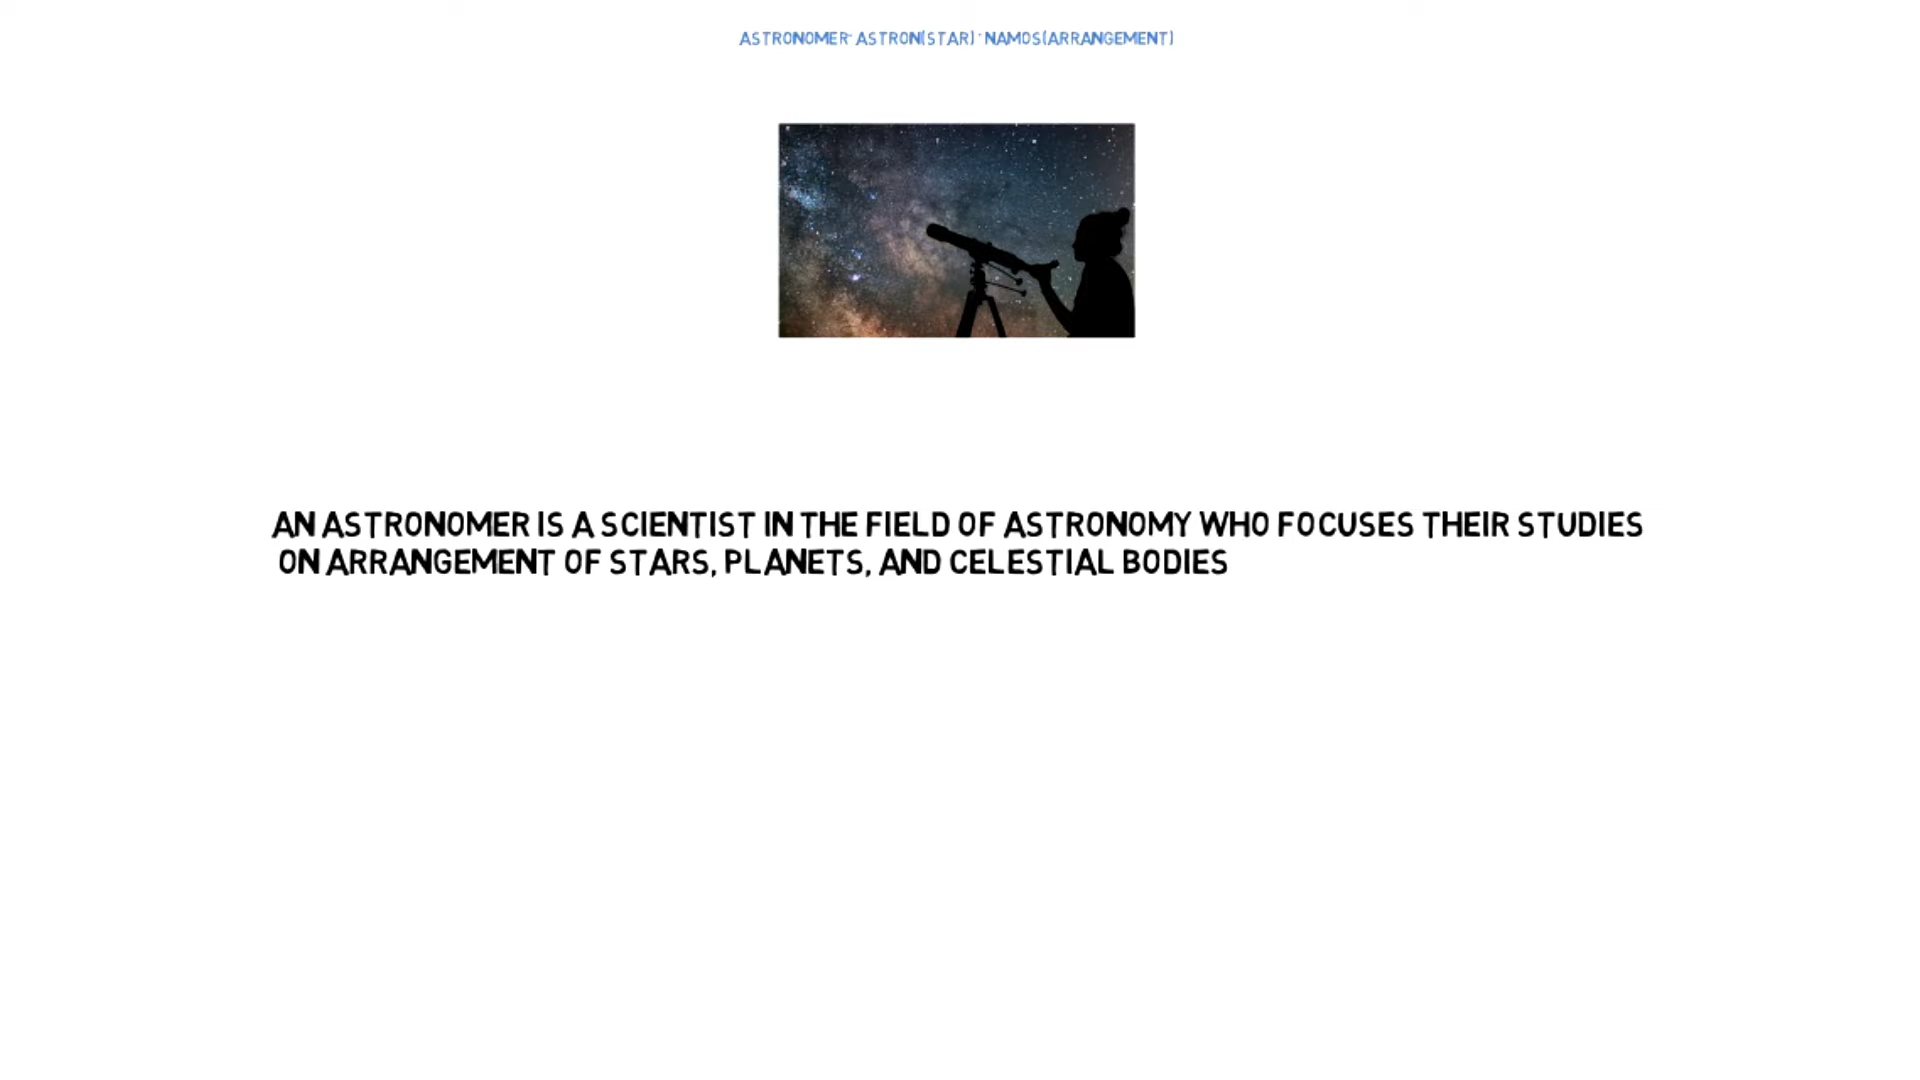 ASTRONOMER- ASTRON(STAR) - NAMOS(ARRANGEMENT)
AN ASTRONOMER IS A SCIENTIST IN THE FIELD OF ASTRONOMY WHO FOCUSES THEIR STUDIES
ON ARRANGEMENT OF STARS, PLANETS, AND CELESTIAL BODIES